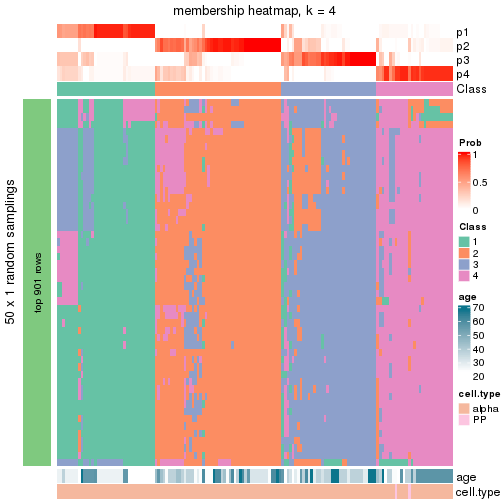 membership heatmap, k = 4
p1
p2
p3
p4
Class
50 x 1 random samplings
top 901 rows
Prob
1
0.5
0
Class
1
2
3
4
age
70
60
50
40
30
20
cell.type
alpha
PP
age
cell.type